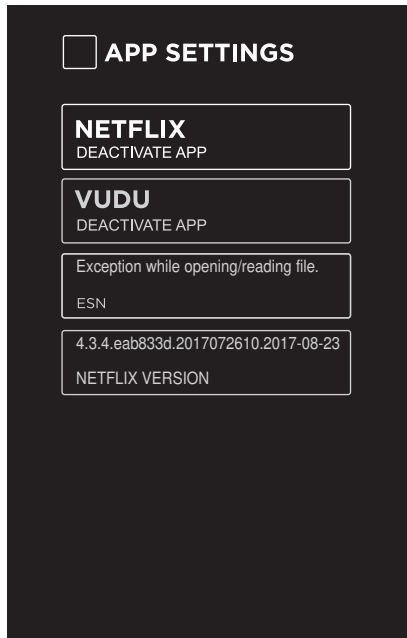 APP SETTINGS
NETFLIX
DEACTIVATE APP
VUDU
DEACTIVATE APP
Exception while opening/reading file.
ESN
4.3.4.eab833d.2017072610.2017-08-23
NETFLIX VERSION